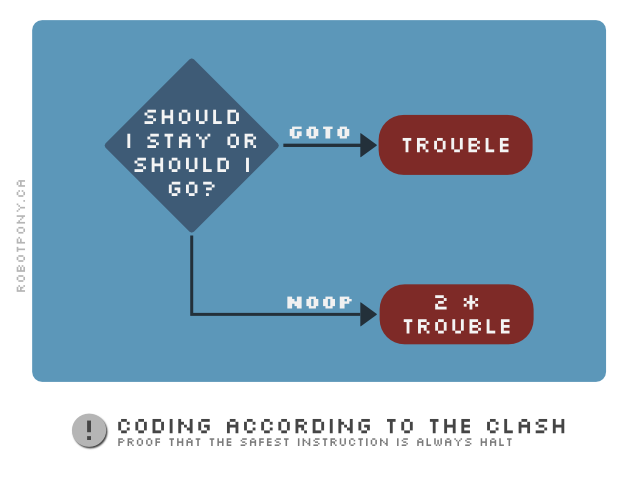 SHOULD
I STAY OR
SHOULD I
GO?
GOTO
TROUBLE
NOOP
2 *
TROUBLE
ROBOTPONY.CA
! CODING ACCORDING TO THE CLASH
PROOF THAT THE SAFEST INSTRUCTION IS ALWAYS HALT